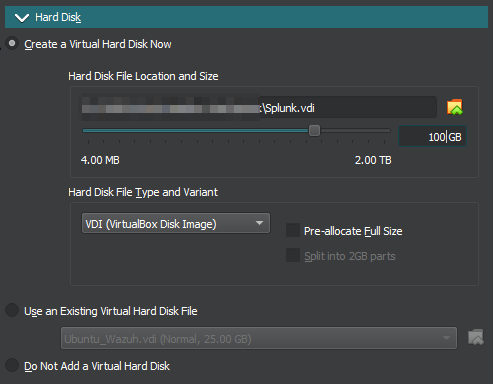 Hard Disk
Create a Virtual Hard Disk Now
Hard Disk File Location and Size
\Splunk.vdi
100 GB
4.00 MB 2.00 TB
Hard Disk File Type and Variant
VDI (VirtualBox Disk Image)
Pre-allocate Full Size
Split into 2GB parts
Use an Existing Virtual Hard Disk File
Ubuntu_Wazuh.vdi (Normal, 25.00 GB)
Do Not Add a Virtual Hard Disk